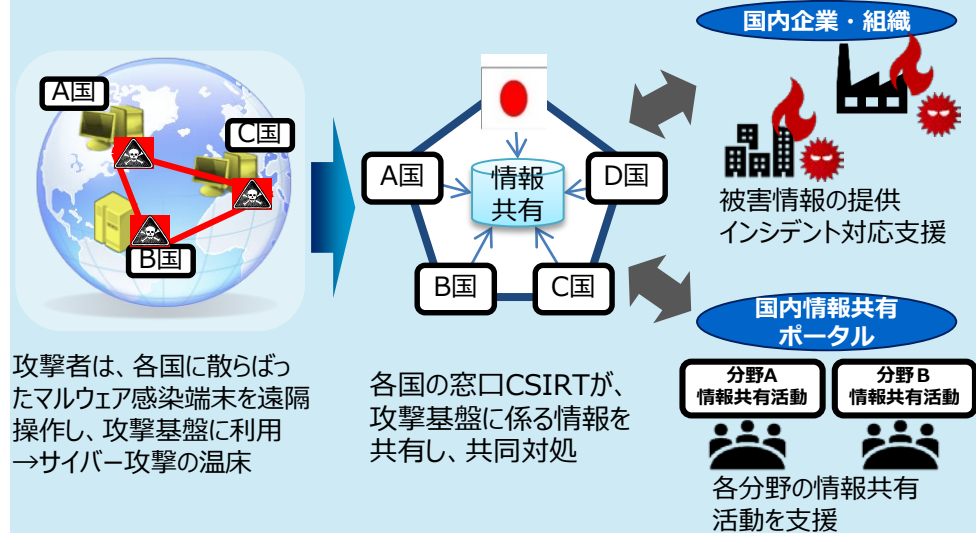 A国
C国
B国
攻撃者は、各国に散らばっ
たマルウェア感染端末を遠隔
操作し、攻撃基盤に利用
→サイバー攻撃の温床
A国
情報
共有
D国
B国
C国
各国の窓口CSIRTが、
攻撃基盤に係る情報を
共有し、共同対処
国内企業・組織
被害情報の提供
インシデント対応支援
国内情報共有
ポータル
分野A
情報共有活動
分野B
情報共有活動
各分野の情報共有
活動を支援